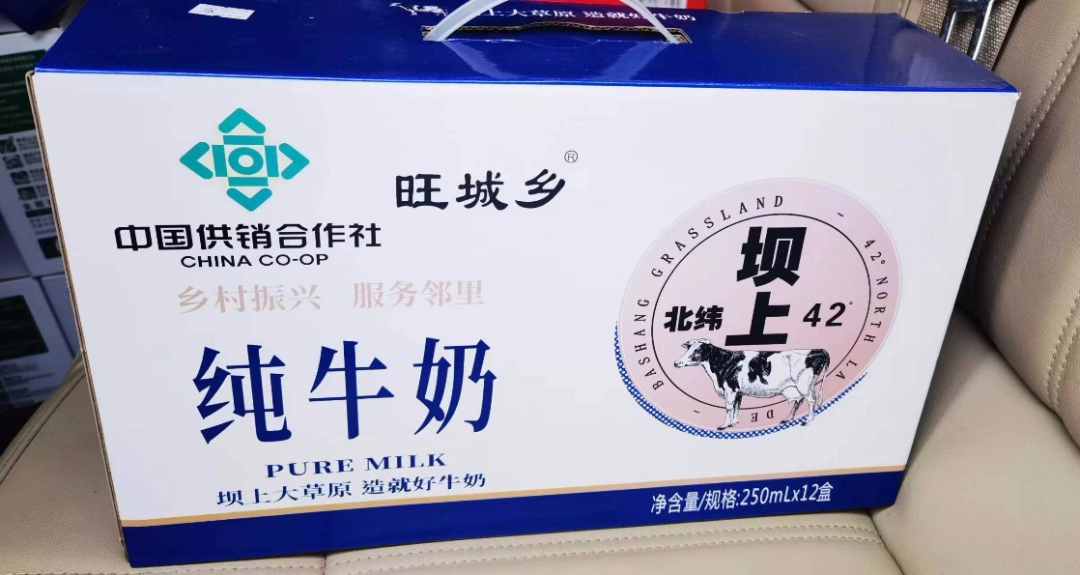 上大草原 造就好牛奶
中国供销合作社
CHINA CO-OP
旺城乡®
乡村振兴 服务邻里
纯牛奶
PURE MILK
坝上大草原 造就好牛奶
BASHANG GRASSLAND
42° NORTH LA
DE
坝上
北纬 42°
净含量/规格:250mLx12盒